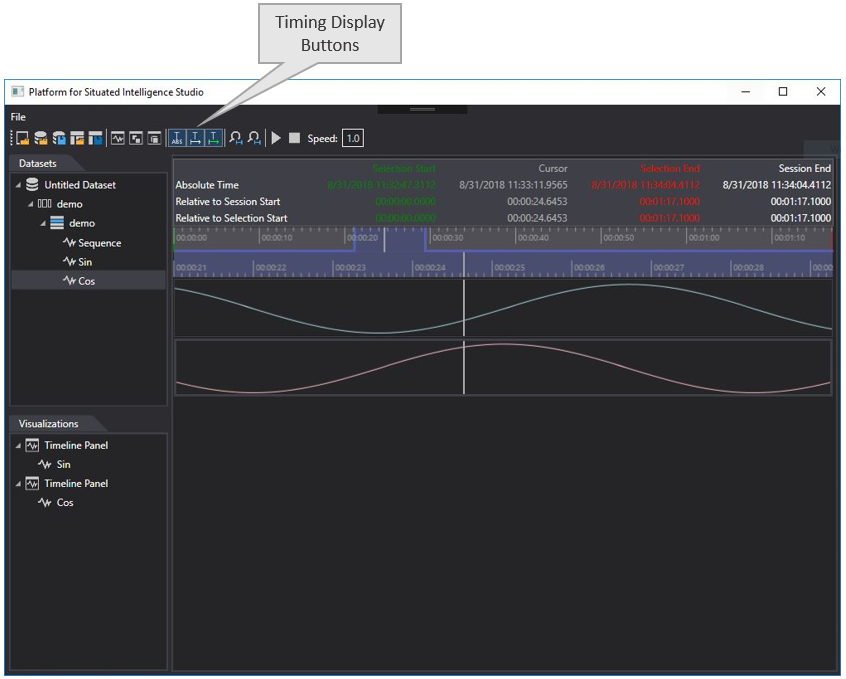 Timing Display
Buttons
Platform for Situated Intelligence Studio
File
ABS
Speed: 1.0
Datasets
Untitled Dataset
demo
demo
Sequence
Sin
Cos
Selection Start Cursor Selection End Session End
Absolute Time 8/31/2018 11:32:47.3112 8/31/2018 11:33:11.9565 8/31/2018 11:34:04.4112 8/31/2018 11:34:04.4112
Relative to Session Start 00:00:00.0000 00:00:24.6453 00:01:17.1000 00:01:17.1000
Relative to Selection Start 00:00:00.0000 00:00:24.6453 00:01:17.1000 00:01:17.1000
00:00:00 00:00:10 00:00:20 00:00:30 00:00:40 00:00:50 00:01:00 00:01:10
00:00:21 00:00:22 00:00:23 00:00:24 00:00:25 00:00:26 00:00:27 00:00:28 00:00
Visualizations
Timeline Panel
Sin
Timeline Panel
Cos